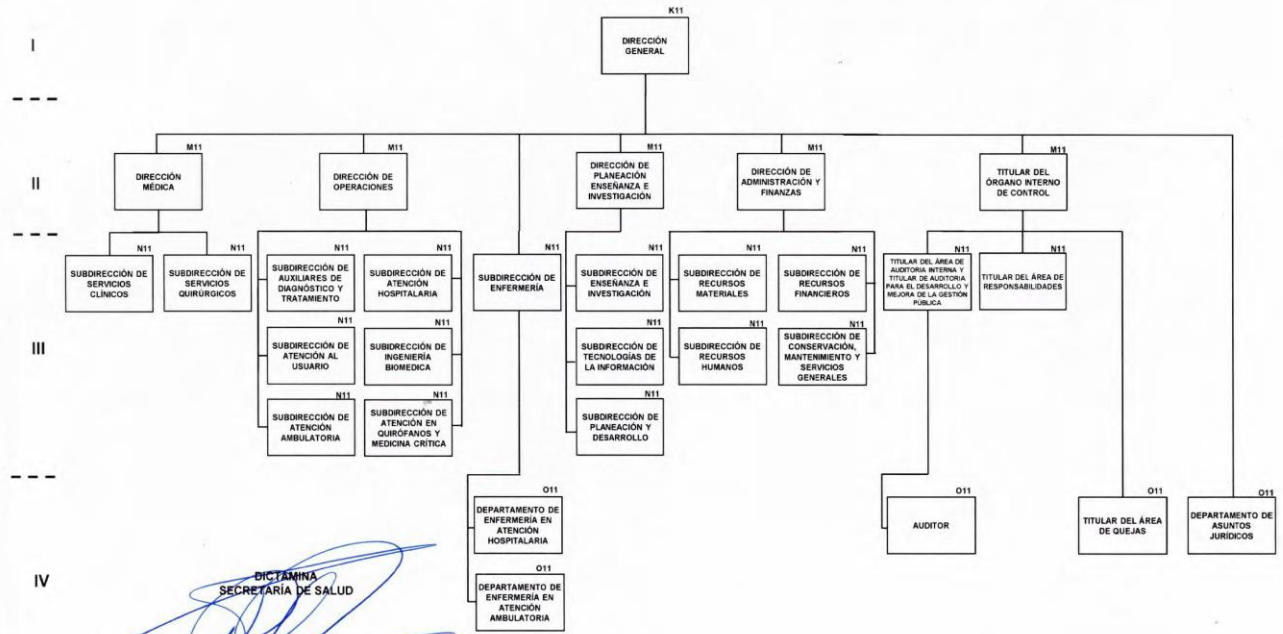 K11
I
DIRECCIÓN
GENERAL
II
M11
DIRECCIÓN
MÉDICA
M11
DIRECCIÓN DE
OPERACIONES
M11
DIRECCIÓN DE
PLANEACIÓN
ENSEÑANZA E
INVESTIGACIÓN
M11
DIRECCIÓN DE
ADMINISTRACIÓN Y
FINANZAS
M11
TITULAR DEL
ÓRGANO INTERNO
DE CONTROL
III
N11
SUBDIRECCIÓN DE
SERVICIOS
CLÍNICOS
N11
SUBDIRECCIÓN DE
SERVICIOS
QUIRÚRGICOS
N11
SUBDIRECCIÓN DE
AUXILIARES DE
DIAGNÓSTICO Y
TRATAMIENTO
N11
SUBDIRECCIÓN DE
ATENCIÓN
HOSPITALARIA
N11
SUBDIRECCIÓN DE
ENFERMERÍA
N11
SUBDIRECCIÓN DE
ENSEÑANZA E
INVESTIGACIÓN
N11
SUBDIRECCIÓN DE
RECURSOS
MATERIALES
N11
SUBDIRECCIÓN DE
RECURSOS
FINANCIEROS
N11
TITULAR DEL ÁREA DE
AUDITORIA INTERNA Y
TITULAR DE AUDITORIA
PARA EL DESARROLLO Y
MEJORA DE LA GESTIÓN
PÚBLICA
N11
TITULAR DEL ÁREA DE
RESPONSABILIDADES
N11
SUBDIRECCIÓN DE
ATENCIÓN AL
USUARIO
N11
SUBIDIRECCIÓN DE
INGENIERÍA
BIOMEDICA
N11
SUBDIRECCIÓN DE
TECNOLOGÍAS DE
LA INFORMACIÓN
N11
SUBDIRECCIÓN DE
RECURSOS
HUMANOS
N11
SUBDIRECCIÓN DE
CONSERVACIÓN,
MANTENIMIENTO Y
SERVICIOS
GENERALES
N11
SUBDIRECCIÓN DE
ATENCIÓN
AMBULATORIA
N11
SUBDIRECCIÓN DE
ATENCIÓN EN
QUIRÓFANOS Y
MEDICINA CRÍTICA
N11
SUBDIRECCIÓN DE
PLANEACIÓN Y
DESARROLLO
IV
O11
DEPARTAMENTO DE
ENFERMERÍA EN
ATENCIÓN
HOSPITALARIA
O11
AUDITOR
O11
TITULAR DEL ÁREA
DE QUEJAS
O11
DEPARTAMENTO DE
ASUNTOS
JURÍDICOS
O11
DEPARTAMENTO DE
ENFERMERÍA EN
ATENCIÓN
AMBULATORIA
DICTAMINA
SECRETARÍA DE SALUD